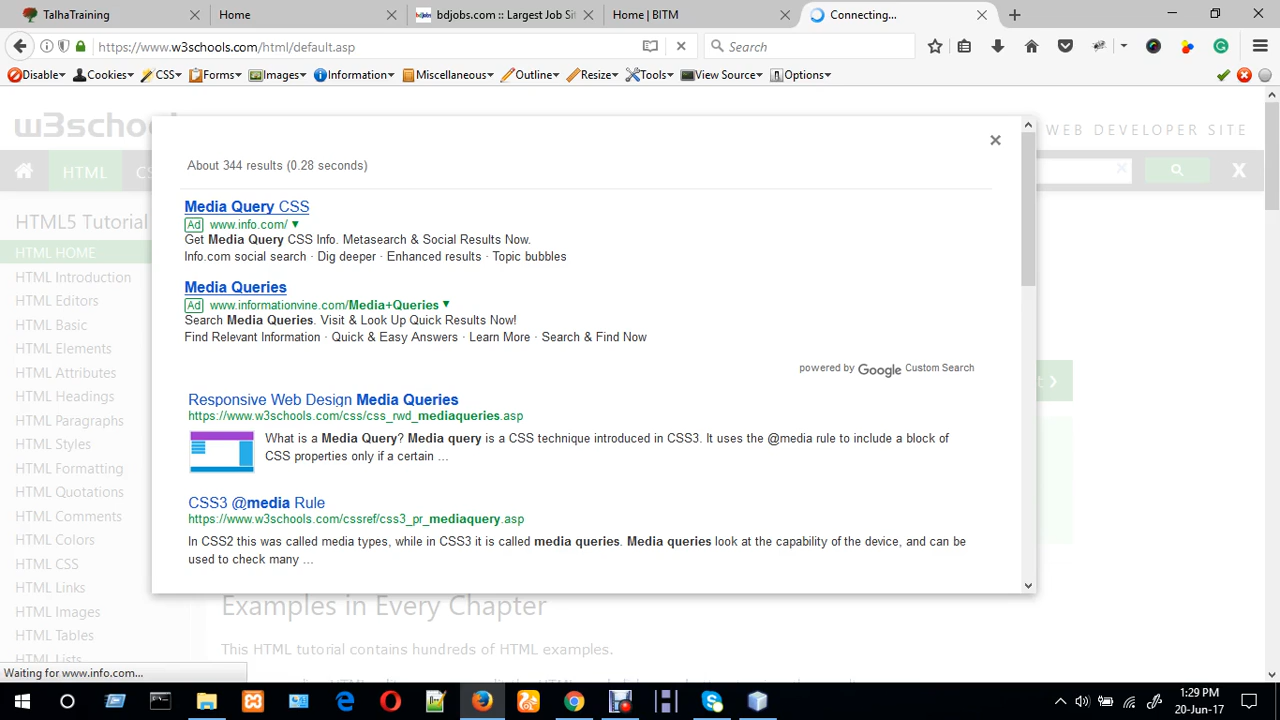 TalhaTraining
Home
bdjobs.com :: Largest Job Sit
Home | BITM
Connecting...
https://www.w3schools.com/html/default.asp
Search
Disable
Cookies
CSS
Forms
Images
Information
Miscellaneous
Outline
Resize
Tools
View Source
Options
w3schoo
WEB DEVELOPER SITE
HTML
HTML5 Tutorial
HTML HOME
HTML Introduction
HTML Editors
HTML Basic
HTML Elements
HTML Attributes
HTML Headings
HTML Paragraphs
HTML Styles
HTML Formatting
HTML Quotations
HTML Comments
HTML Colors
HTML CSS
HTML Links
HTML Images
HTML Tables
HTML Lists
About 344 results (0.28 seconds)
Media Query CSS
Ad www.info.com/
Get Media Query CSS Info. Metasearch & Social Results Now.
Info.com social search · Dig deeper · Enhanced results · Topic bubbles
Media Queries
Ad www.informationvine.com/Media+Queries
Search Media Queries. Visit & Look Up Quick Results Now!
Find Relevant Information · Quick & Easy Answers · Learn More · Search & Find Now
powered by Google Custom Search
Responsive Web Design Media Queries
https://www.w3schools.com/css/css_rwd_mediaqueries.asp
What is a Media Query? Media query is a CSS technique introduced in CSS3. It uses the @media rule to include a block of
CSS properties only if a certain ...
CSS3 @media Rule
https://www.w3schools.com/cssref/css3_pr_mediaquery.asp
In CSS2 this was called media types, while in CSS3 it is called media queries. Media queries look at the capability of the device, and can be
used to check many ...
Examples in Every Chapter
This HTML tutorial contains hundreds of HTML examples.
Waiting for www.info.com...
1:29 PM
20-Jun-17